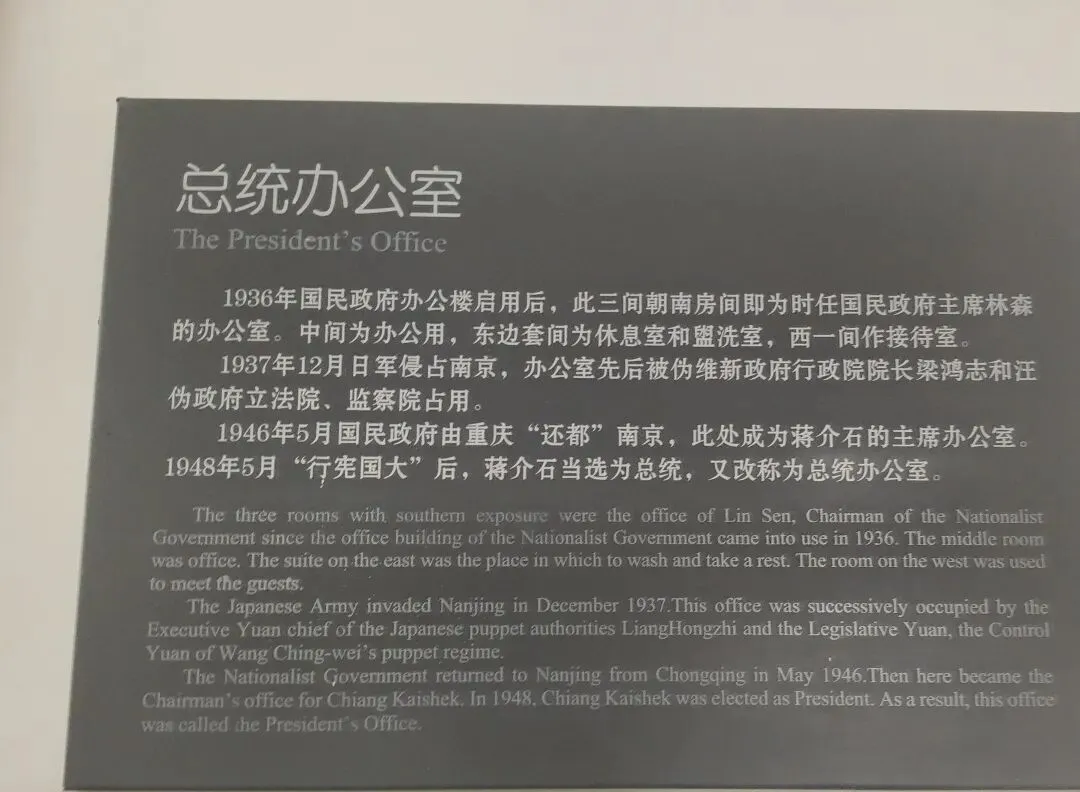 总统办公室
The President's Office
1936年国民政府办公楼启用后，此三间朝南房间即为时任国民政府主席林森
的办公室。中间为办公用，东边套间为休息室和盥洗室，西一间作接待室。
1937年12月日军侵占南京，办公室先后被伪维新政府行政院院长梁鸿志和汪
伪政府立法院、监察院占用。
1946年5月国民政府由重庆“还都”南京，此处成为蒋介石的主席办公室。
1948年5月“行宪国大”后，蒋介石当选为总统，又改称为总统办公室。
The three rooms with southern exposure were the office of Lin Sen, Chairman of the Nationalist
Government since the office building of the Nationalist Government came into use in 1936. The middle room
was office. The suite on the east was the place in which to wash and take a rest. The room on the west was used
to meet the guests.
The Japanese Army invaded Nanjing in December 1937.This office was successively occupied by the
Executive Yuan chief of the Japanese puppet authorities LiangHongzhi and the Legislative Yuan, the Control
Yuan of Wang Ching-wei's puppet regime.
The Nationalist Government returned to Nanjing from Chongqing in May 1946.Then here became the
Chairman's office for Chiang Kaishek. In 1948, Chiang Kaishek was elected as President. As a result, this office
was called the President's Office.